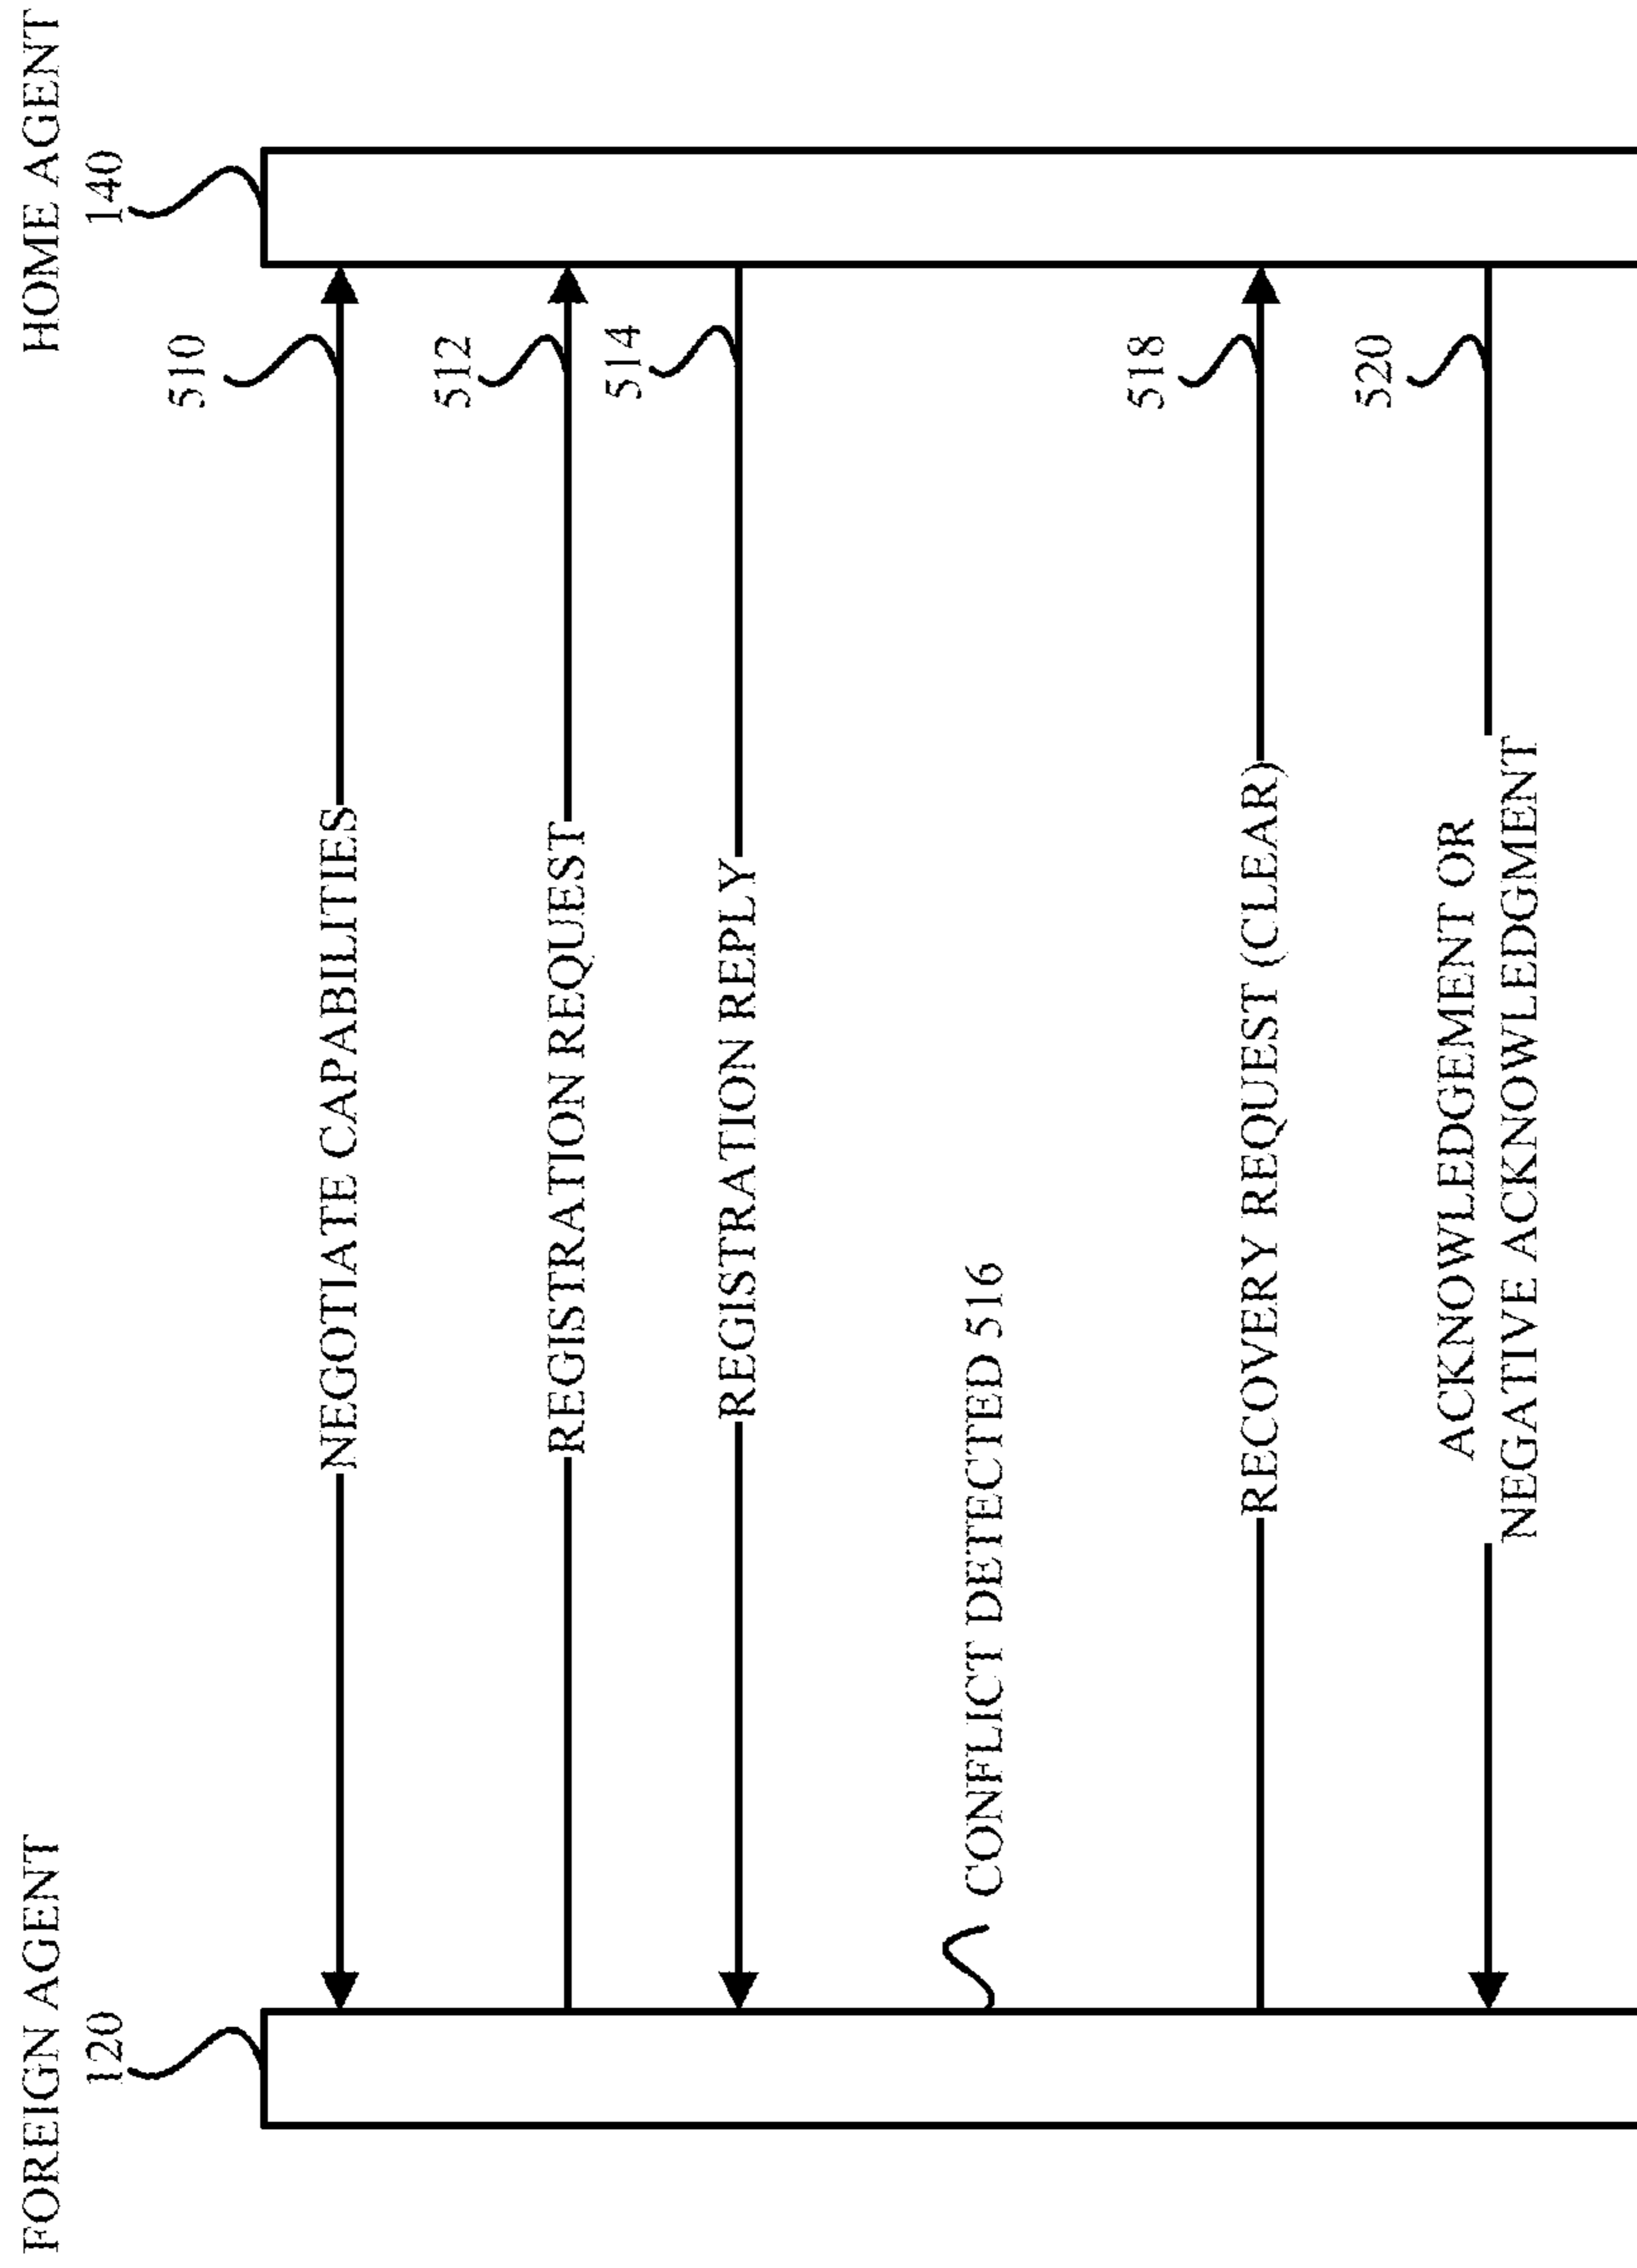 FOREIGN AGENT
HOME AGENT
120
140
510
NEGOTIATE CAPABILITIES
512
REGISTRATION REQUEST
514
REGISTRATION REPLY
CONFLICT DETECTED 516
518
RECOVERY REQUEST (CLEAR)
520
ACKNOWLEDGEMENT OR
NEGATIVE ACKNOWLEDGMENT